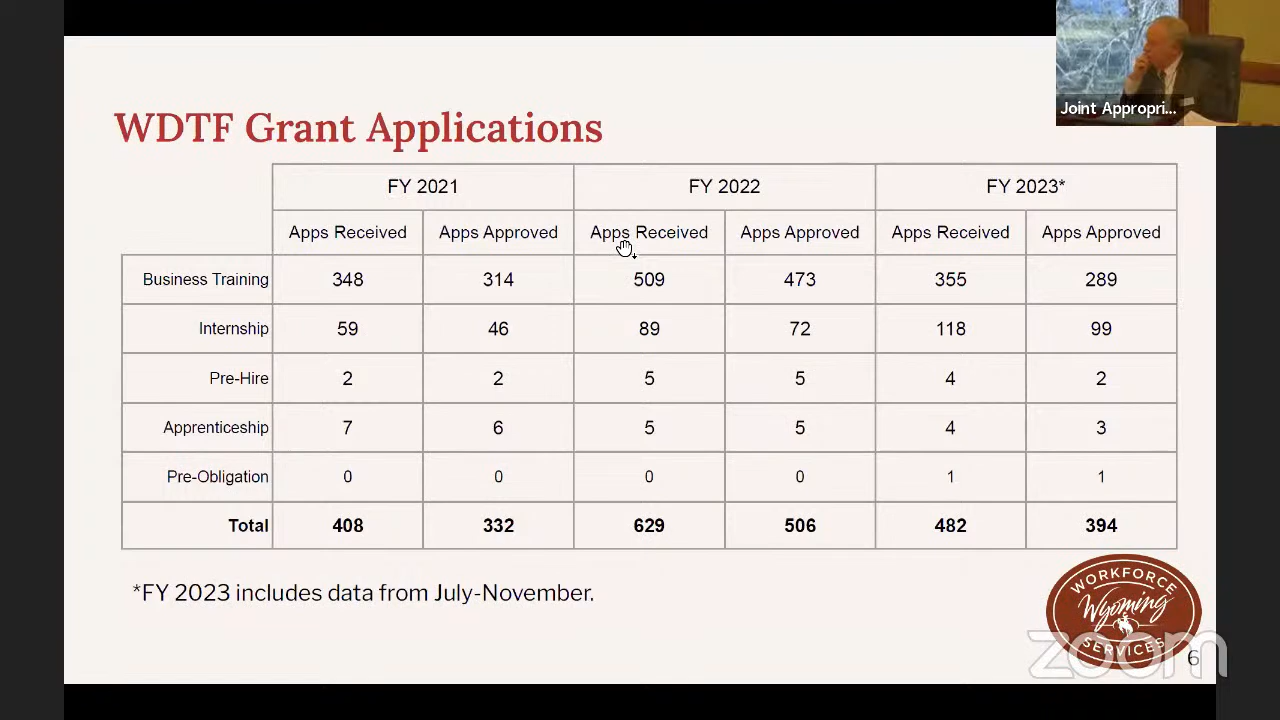 Joint Appropri...
WDTF Grant Applications
FY 2021 FY 2022 FY 2023*
Apps Received Apps Approved Apps Received Apps Approved Apps Received Apps Approved
Business Training 348 314 509 473 355 289
Internship 59 46 89 72 118 99
Pre-Hire 2 2 5 5 4 2
Apprenticeship 7 6 5 5 4 3
Pre-Obligation 0 0 0 0 1 1
Total 408 332 629 506 482 394
*FY 2023 includes data from July-November.
WORKFORCE
Wyoming
SERVICES
zoom
6